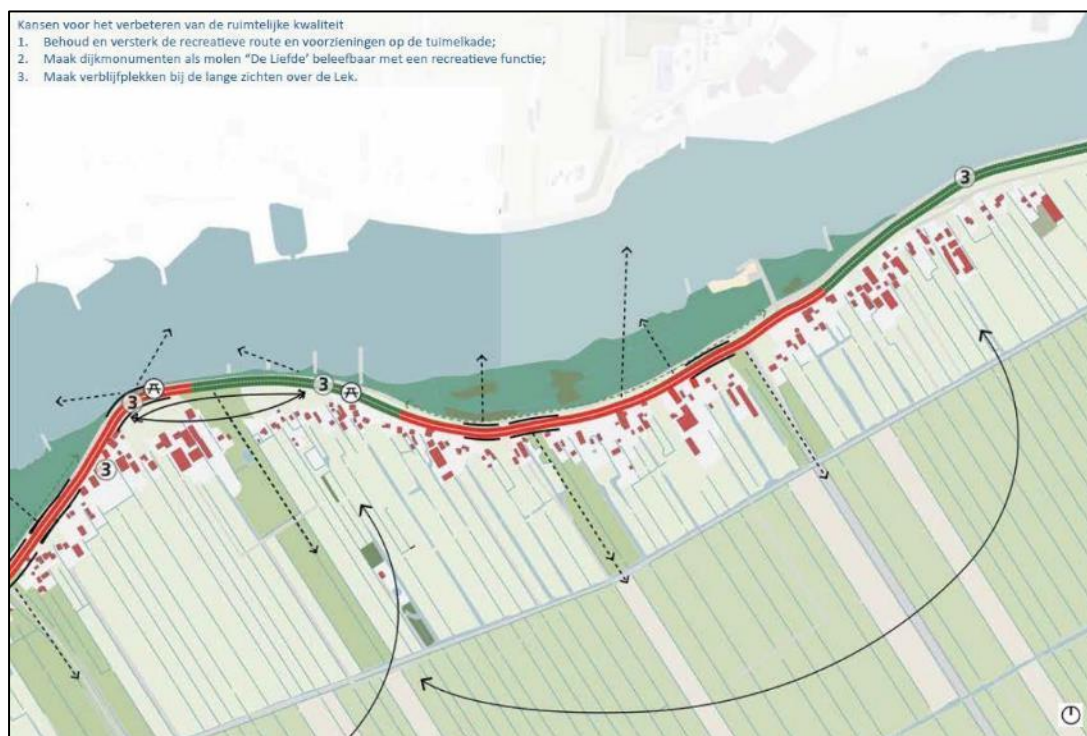 Kansen voor het verbeteren van de ruimtelijke kwaliteit
1. Behoud en versterk de recreatieve route en voorzieningen op de tuimelkade;
2. Maak dijkmonumenten als molen “De Liefde’ beleefbaar met een recreatieve functie;
3. Maak verblijfplekken bij de lange zichten over de Lek.
3
3
3
3